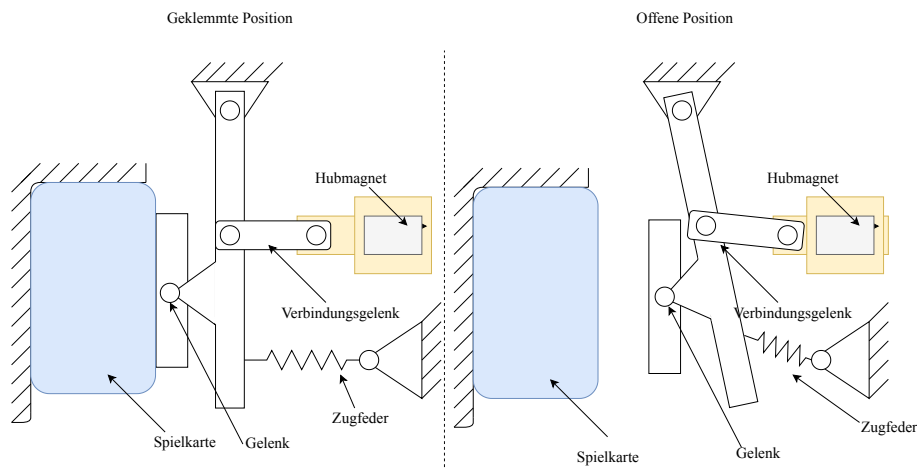 Geklemmte Position
Offene Position
Hubmagnet
Hubmagnet
Verbindungsgelenk
Verbindungsgelenk
Spielkarte
Gelenk
Zugfeder
Spielkarte
Gelenk
Zugfeder